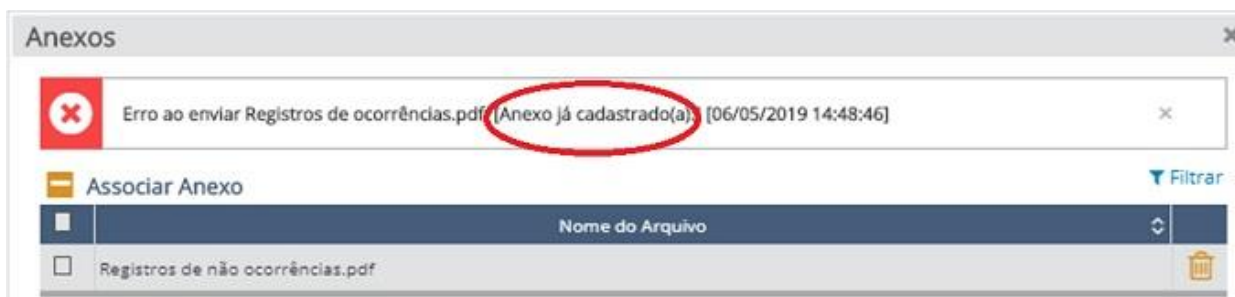 Anexos
Erro ao enviar Registros de ocorrências.pdf [Anexo já cadastrado(a).] [06/05/2019 14:48:46]
Associar Anexo
Filtrar
Nome do Arquivo
Registros de não ocorrências.pdf